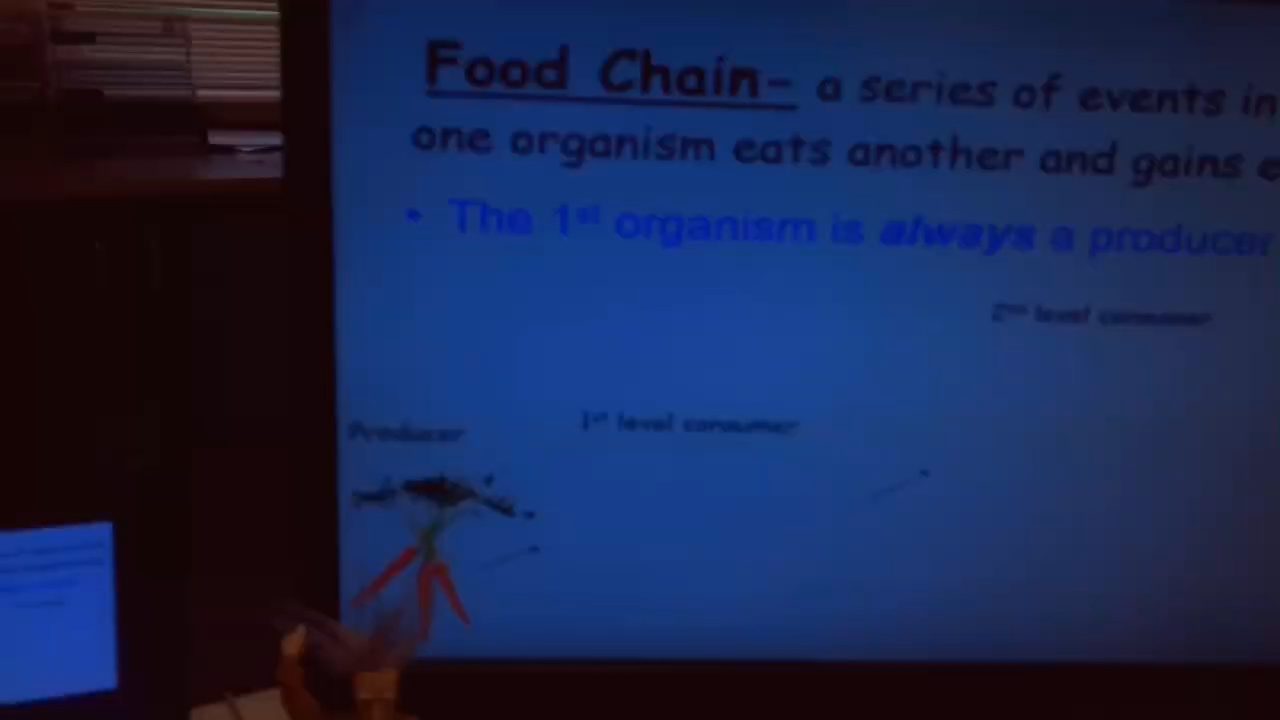 Food Chain- a series of events in
one organism eats another and gains e
• The 1st organism is always a producer
2nd level consumer
Producer
1st level consumer